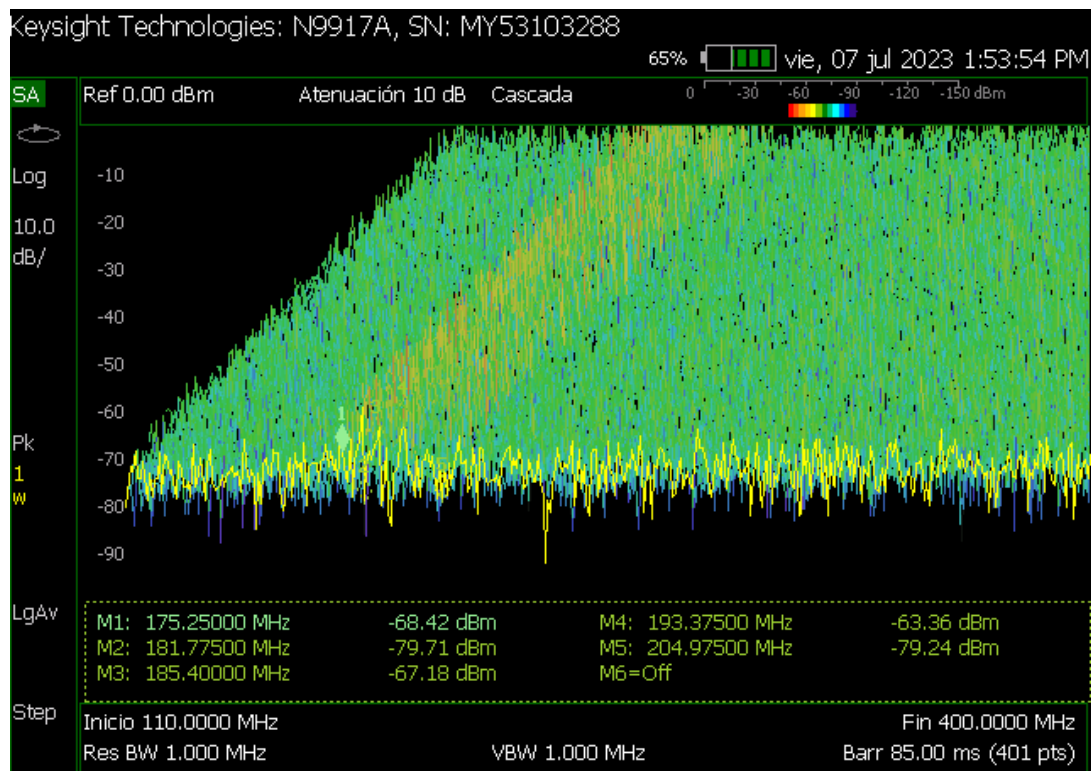 Keysight Technologies: N9917A, SN: MY53103288
65% vie, 07 jul 2023 1:53:54 PM
SA Ref 0.00 dBm Atenuación 10 dB Cascada 0 -30 -60 -90 -120 -150 dBm
Log
10.0
dB/
-10
-20
-30
-40
-50
-60
-70
-80
-90
1
Pk
1
W
LgAv
M1: 175.25000 MHz -68.42 dBm M4: 193.37500 MHz -63.36 dBm
M2: 181.77500 MHz -79.71 dBm M5: 204.97500 MHz -79.24 dBm
M3: 185.40000 MHz -67.18 dBm M6=Off
Step
Inicio 110.0000 MHz Fin 400.0000 MHz
Res BW 1.000 MHz VBW 1.000 MHz Barr 85.00 ms (401 pts)